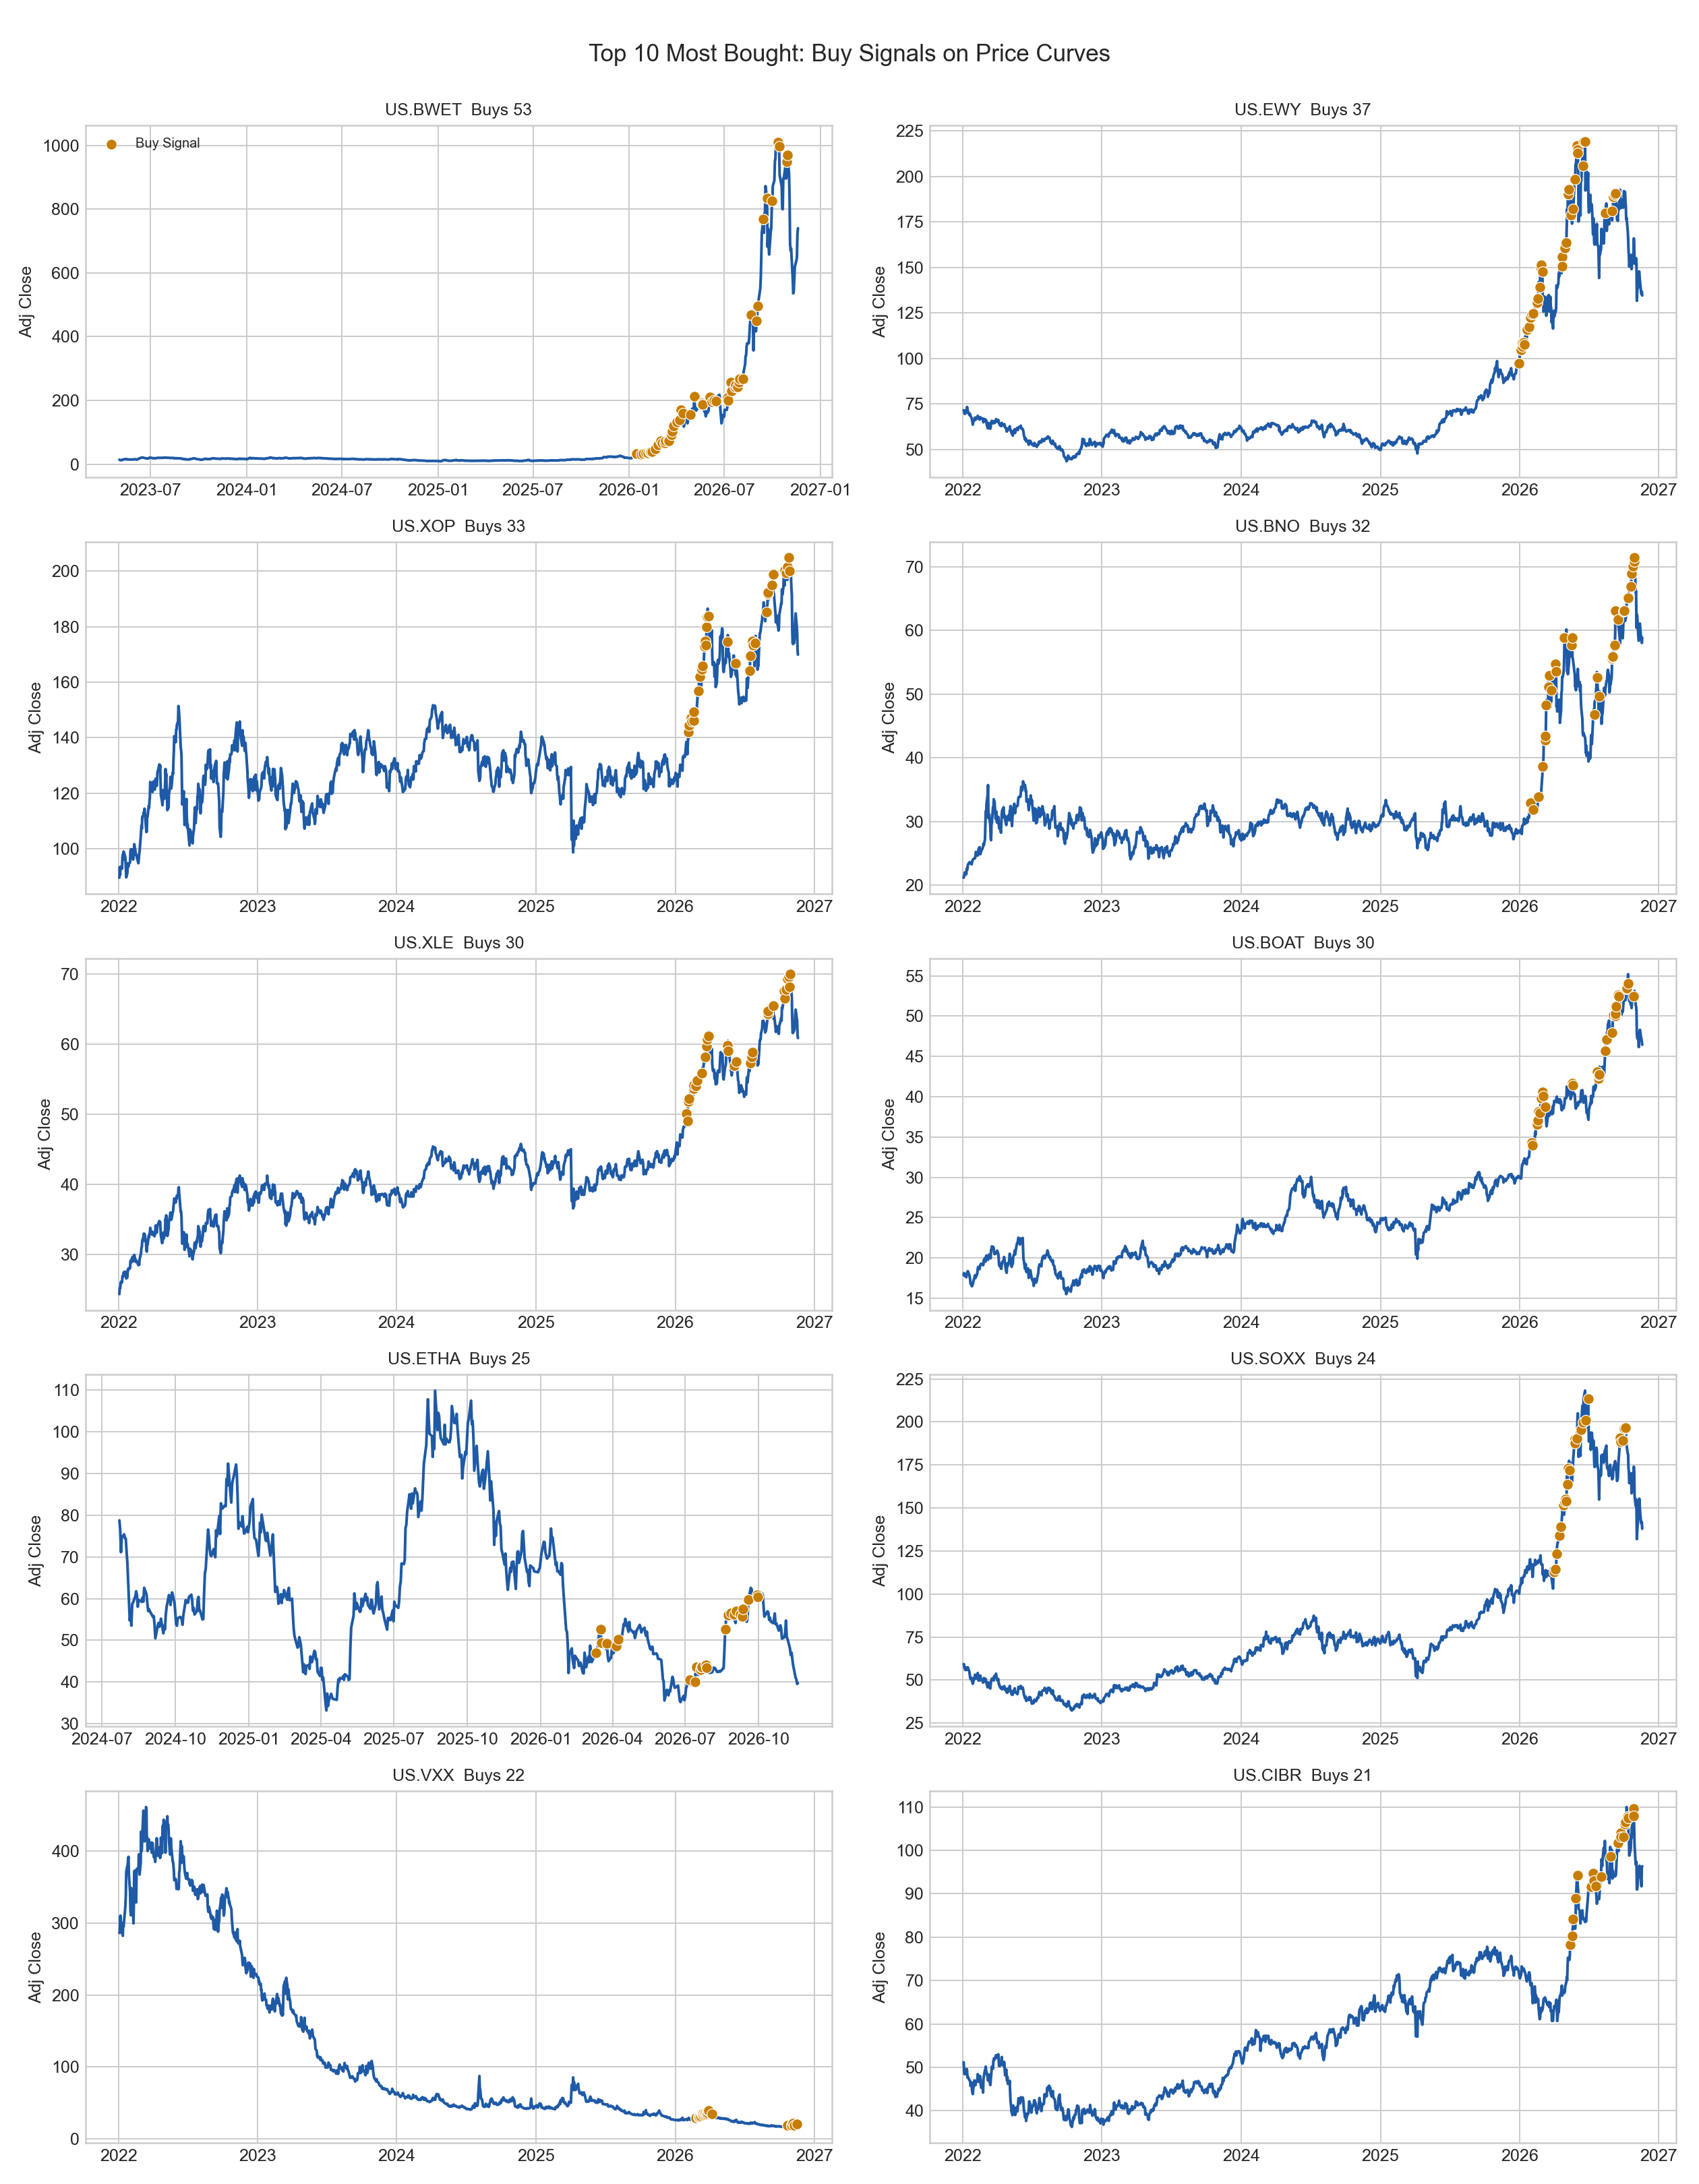 Top 10 Most Bought: Buy Signals on Price Curves
US.BWET  Buys 53
Buy Signal
Adj Close
1000
800
600
400
200
0
2023-07 2024-01 2024-07 2025-01 2025-07 2026-01 2026-07 2027-01
US.EWY  Buys 37
Adj Close
225
200
175
150
125
100
75
50
2022 2023 2024 2025 2026 2027
US.XOP  Buys 33
Adj Close
200
180
160
140
120
100
2022 2023 2024 2025 2026 2027
US.BNO  Buys 32
Adj Close
70
60
50
40
30
20
2022 2023 2024 2025 2026 2027
US.XLE  Buys 30
Adj Close
70
60
50
40
30
2022 2023 2024 2025 2026 2027
US.BOAT  Buys 30
Adj Close
55
50
45
40
35
30
25
20
15
2022 2023 2024 2025 2026 2027
US.ETHA  Buys 25
Adj Close
110
100
90
80
70
60
50
40
30
2024-07 2024-10 2025-01 2025-04 2025-07 2025-10 2026-01 2026-04 2026-07 2026-10
US.SOXX  Buys 24
Adj Close
225
200
175
150
125
100
75
50
25
2022 2023 2024 2025 2026 2027
US.VXX  Buys 22
Adj Close
400
300
200
100
0
2022 2023 2024 2025 2026 2027
US.CIBR  Buys 21
Adj Close
110
100
90
80
70
60
50
40
2022 2023 2024 2025 2026 2027